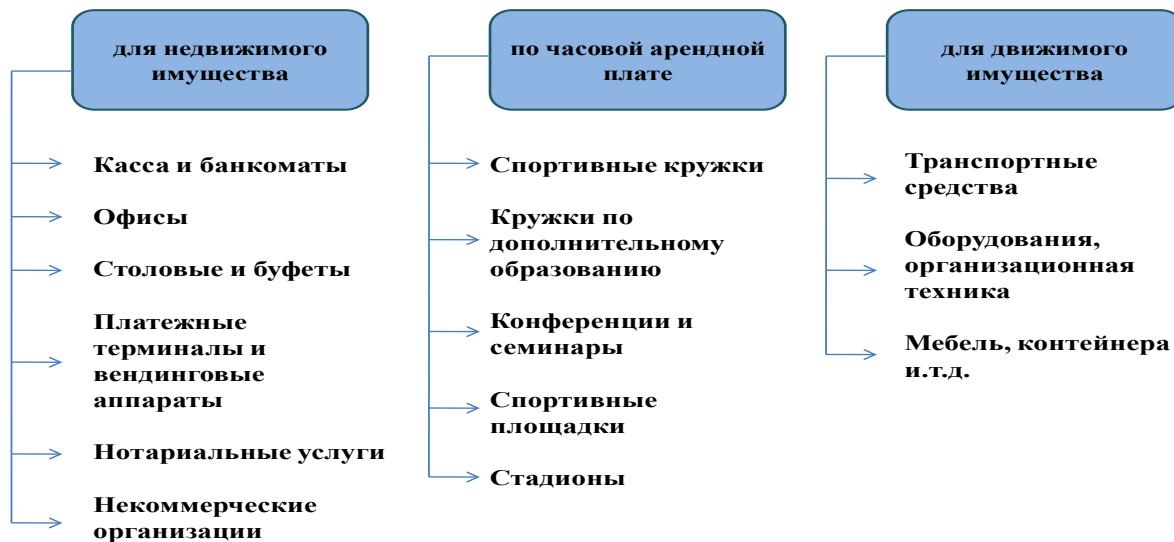 для недвижимого
имущества
Касса и банкоматы
Офисы
Столовые и буфеты
Платежные
терминалы и
вендинговые
аппараты
Нотариальные услуги
Некоммерческие
организации
по часовой арендной
плате
Спортивные кружки
Кружки по
дополнительному
образованию
Конференции и
семинары
Спортивные
площадки
Стадионы
для движимого
имущества
Транспортные
средства
Оборудования,
организационная
техника
Мебель, контейнера
и.т.д.